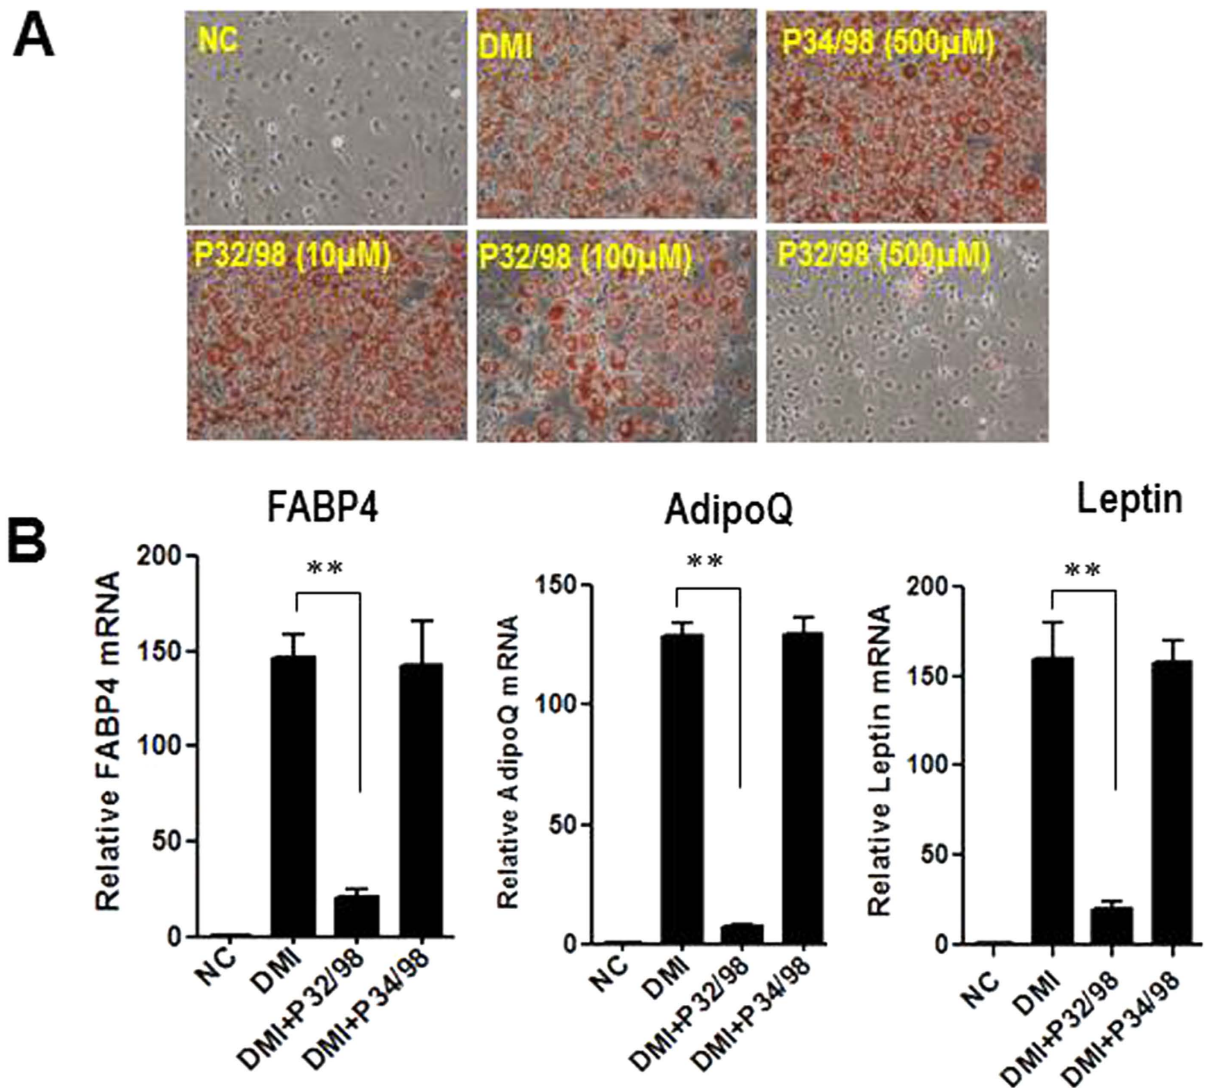 A
NC
DMI
P34/98 (500µM)
P32/98 (10µM)
P32/98 (100µM)
P32/98 (500µM)
B
FABP4
Relative FABP4 mRNA
200
150
100
50
0
**
NC
DMI
DMI+P32/98
DMI+P34/98
AdipoQ
Relative AdipoQ mRNA
150
100
50
0
**
NC
DMI
DMI+P32/98
DMI+P34/98
Leptin
Relative Leptin mRNA
200
150
100
50
0
**
NC
DMI
DMI+P32/98
DMI+P34/98